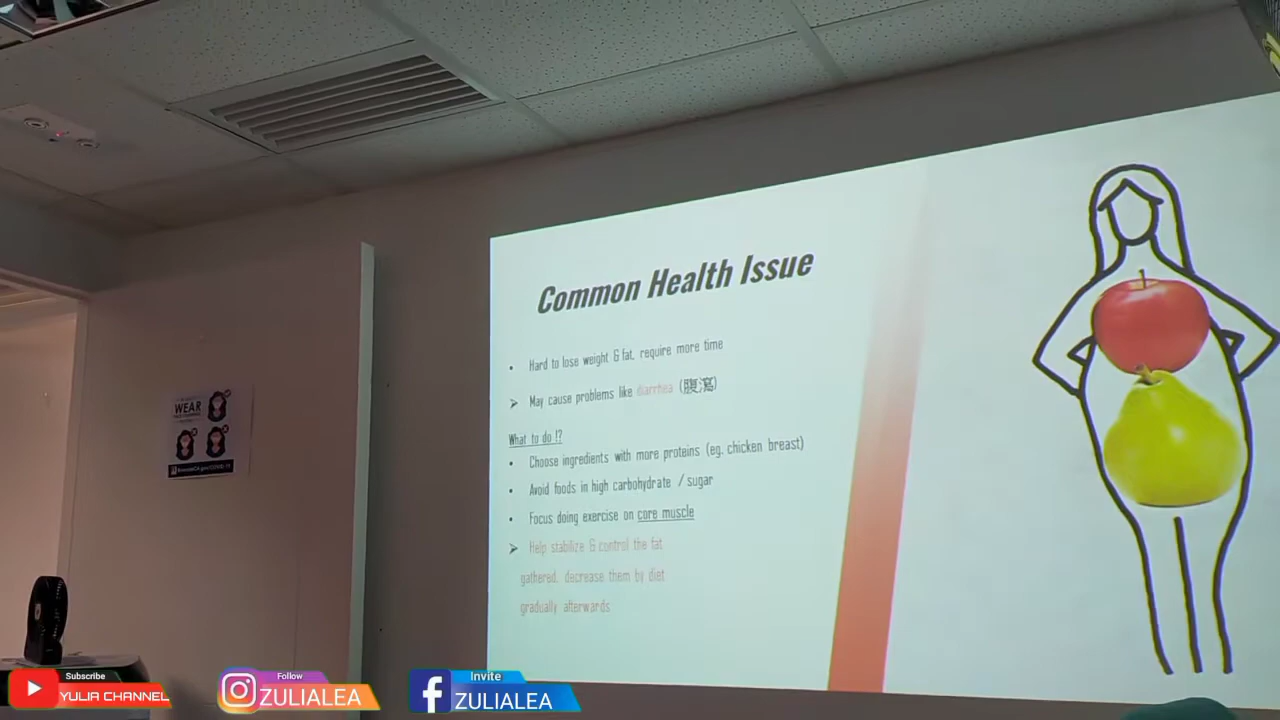 Common Health Issue
• Hard to lose weight & fat, require more time
➢ May cause problems like diarrhea (腹瀉)
What to do !?
• Choose ingredients with more proteins (eg. chicken breast)
• Avoid foods in high carbohydrate / sugar
• Focus doing exercise on core muscle
➢ Help stabilize & control the fat
gathered, decrease them by diet
gradually afterwards
WEAR
Subscribe
YULIA CHANNEL
Follow
ZULIALEA
Invite
ZULIALEA